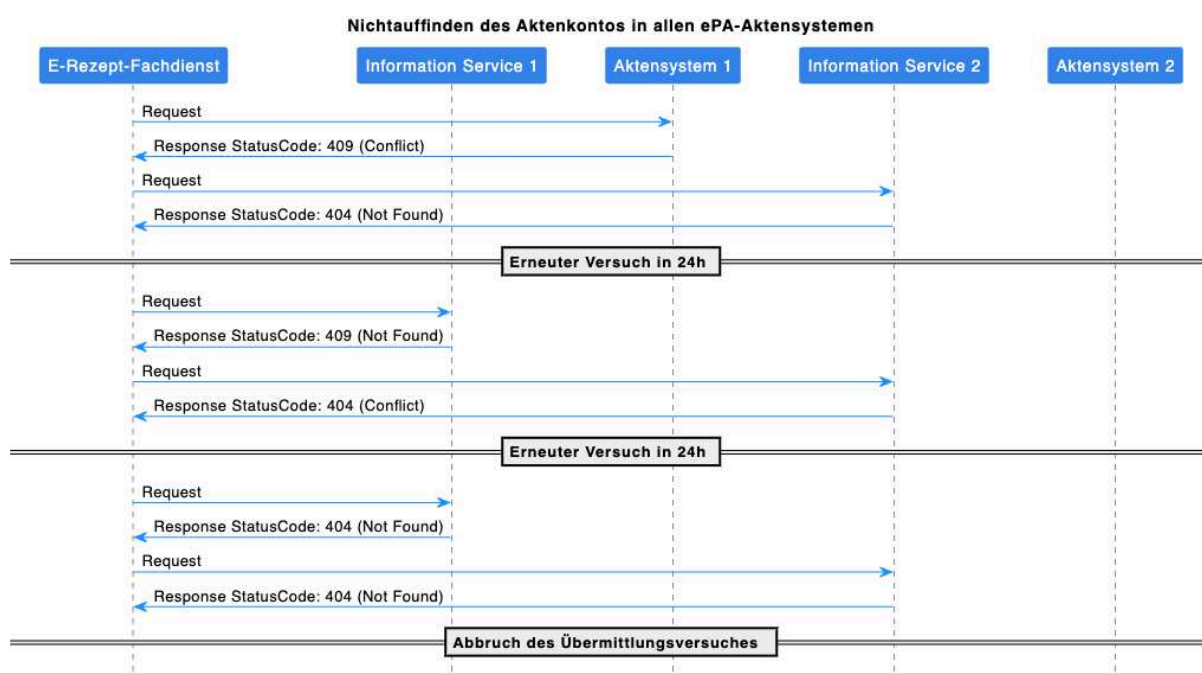 Nichtauffinden des Aktenkontos in allen ePA-Aktensystemen
E-Rezept-Fachdienst Information Service 1 Aktensystem 1 Information Service 2 Aktensystem 2
Request
Response StatusCode: 409 (Conflict)
Request
Response StatusCode: 404 (Not Found)
Erneuter Versuch in 24h
Request
Response StatusCode: 409 (Not Found)
Request
Response StatusCode: 404 (Conflict)
Erneuter Versuch in 24h
Request
Response StatusCode: 404 (Not Found)
Request
Response StatusCode: 404 (Not Found)
Abbruch des Übermittlungsversuches